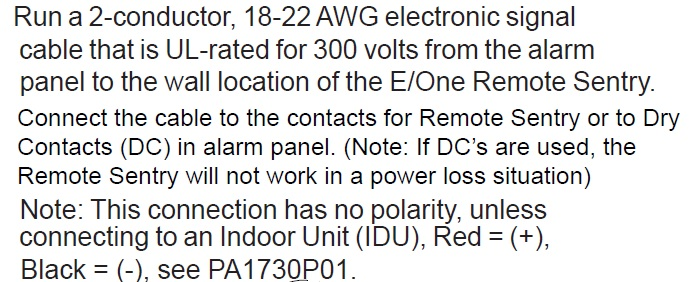 Run a 2-conductor, 18-22 AWG electronic signal
cable that is UL-rated for 300 volts from the alarm
panel to the wall location of the E/One Remote Sentry.
Connect the cable to the contacts for Remote Sentry or to Dry
Contacts (DC) in alarm panel. (Note: If DC's are used, the
Remote Sentry will not work in a power loss situation)
Note: This connection has no polarity, unless
connecting to an Indoor Unit (IDU), Red = (+),
Black = (-), see PA1730P01.